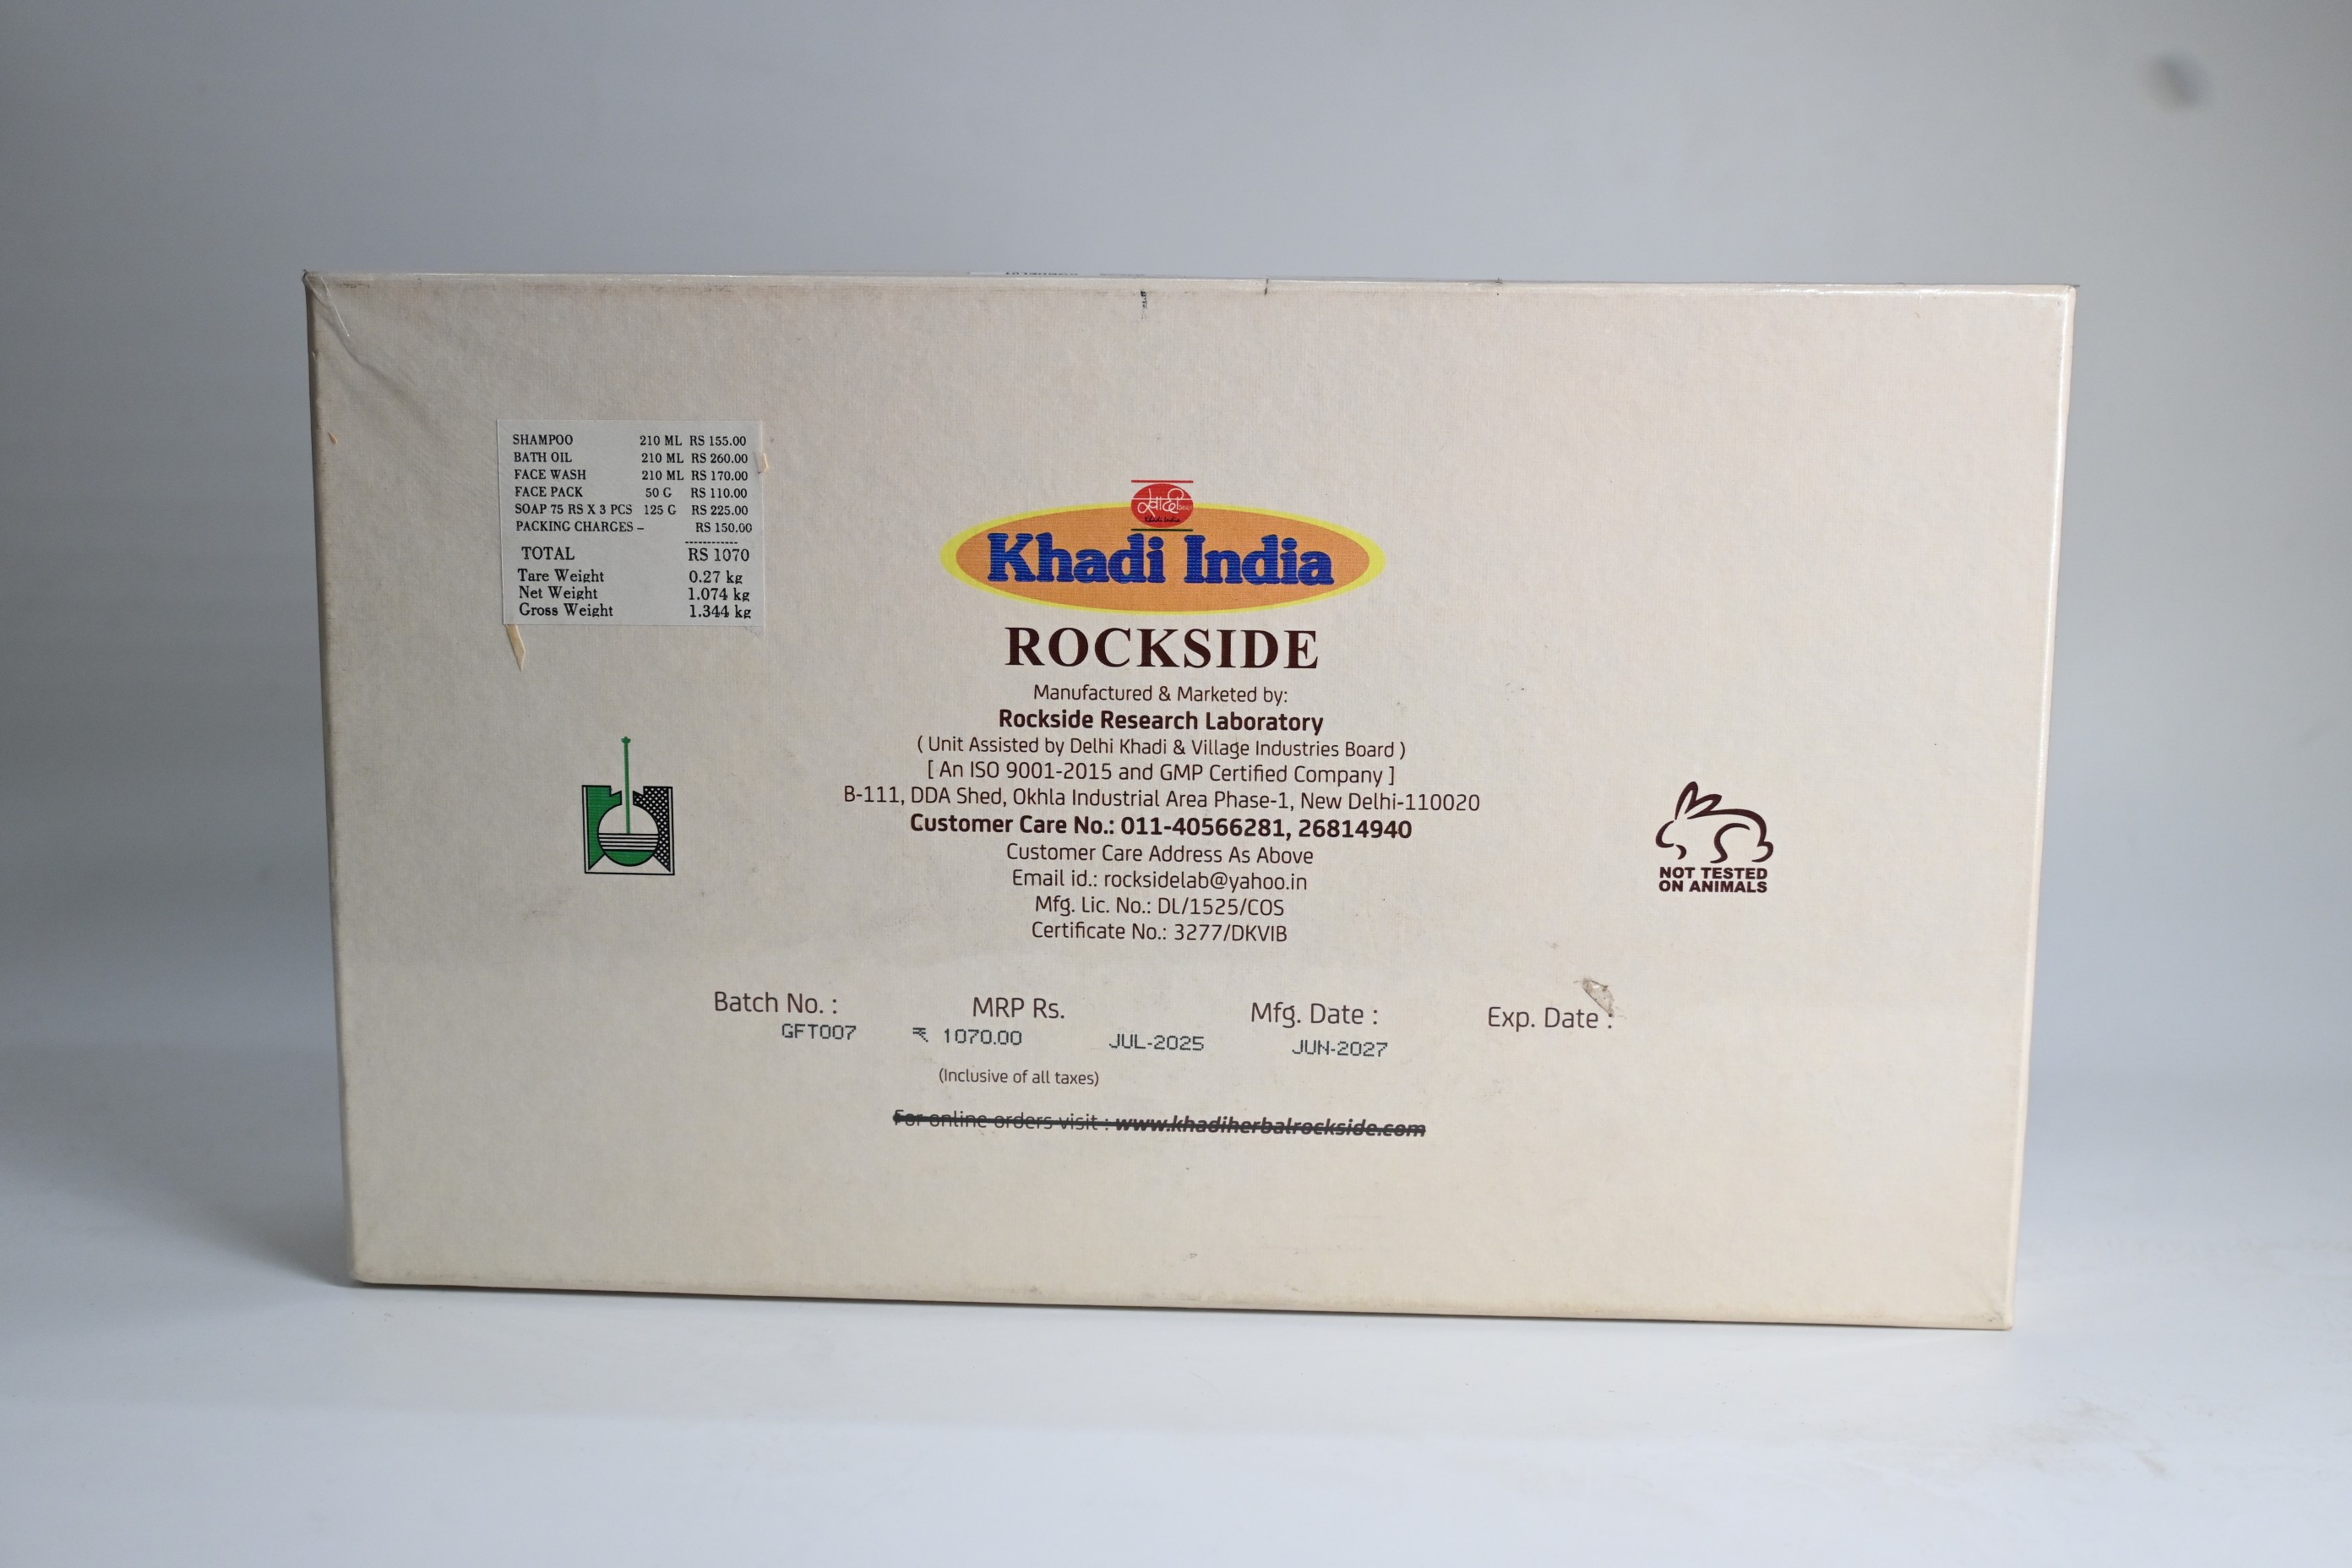 SHAMPOO 210 ML RS 155.00
BATH OIL 210 ML RS 260.00
FACE WASH 210 ML RS 170.00
FACE PACK 50 G RS 110.00
SOAP 75 RS X 3 PCS 125 G RS 225.00
PACKING CHARGES – RS 150.00
------------
TOTAL RS 1070
Tare Weight 0.27 kg
Net Weight 1.074 kg
Gross Weight 1.344 kg
खादी
Khadi India
Khadi India
ROCKSIDE
Manufactured & Marketed by:
Rockside Research Laboratory
( Unit Assisted by Delhi Khadi & Village Industries Board )
[ An ISO 9001-2015 and GMP Certified Company ]
B-111, DDA Shed, Okhla Industrial Area Phase-1, New Delhi-110020
Customer Care No.: 011-40566281, 26814940
Customer Care Address As Above
Email id.: rocksidelab@yahoo.in
Mfg. Lic. No.: DL/1525/COS
Certificate No.: 3277/DKVIB
NOT TESTED
ON ANIMALS
Batch No. : MRP Rs. Mfg. Date : Exp. Date :
GFT007 ₹ 1070.00 JUL-2025 JUN-2027
(Inclusive of all taxes)
For online orders visit : www.khadiherbalrockside.com